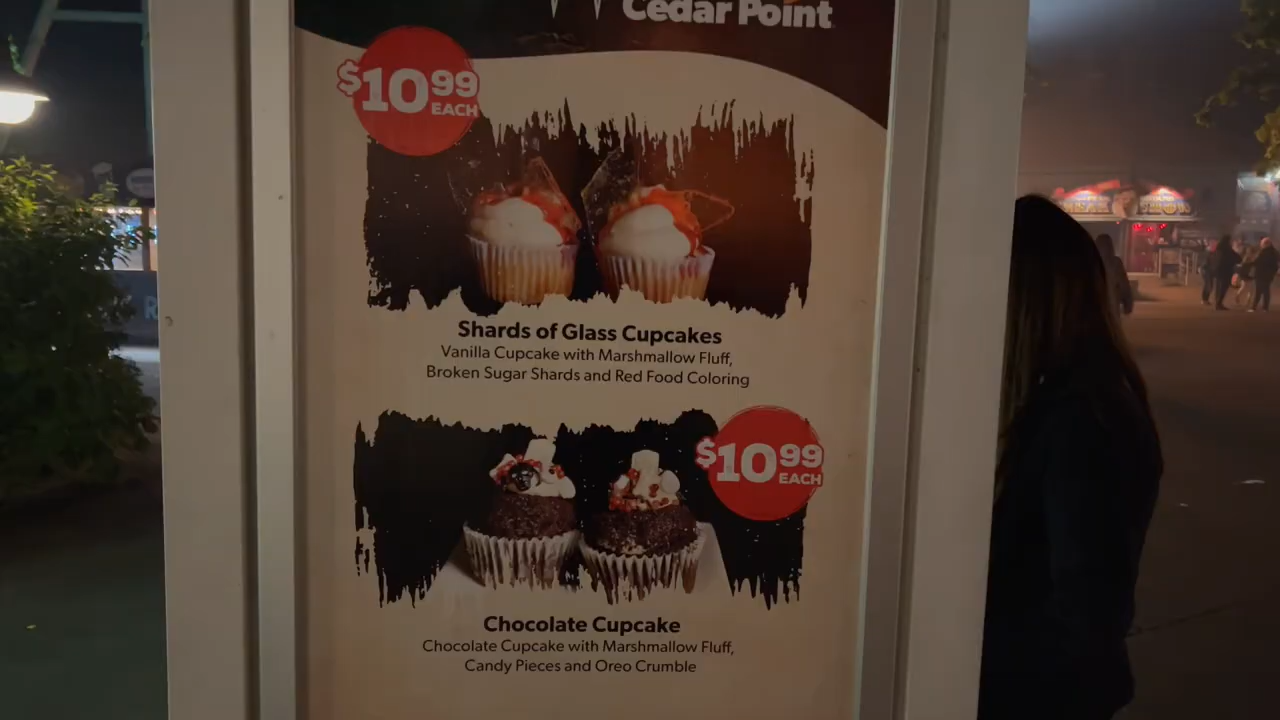 Cedar Point
$10 99
EACH
Shards of Glass Cupcakes
Vanilla Cupcake with Marshmallow Fluff,
Broken Sugar Shards and Red Food Coloring
$10 99
EACH
Chocolate Cupcake
Chocolate Cupcake with Marshmallow Fluff,
Candy Pieces and Oreo Crumble